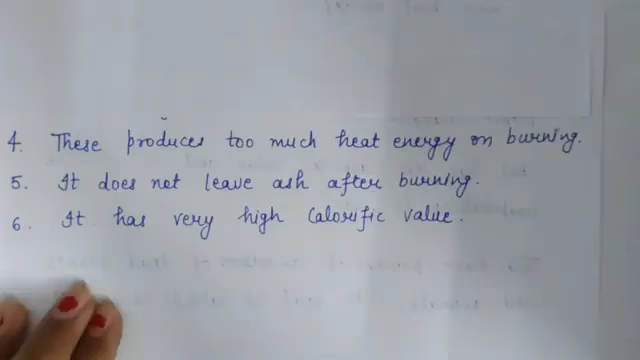 4. These produces too much heat energy on burning.
5. It does not leave ash after burning.
6. It has very high Calorific value.